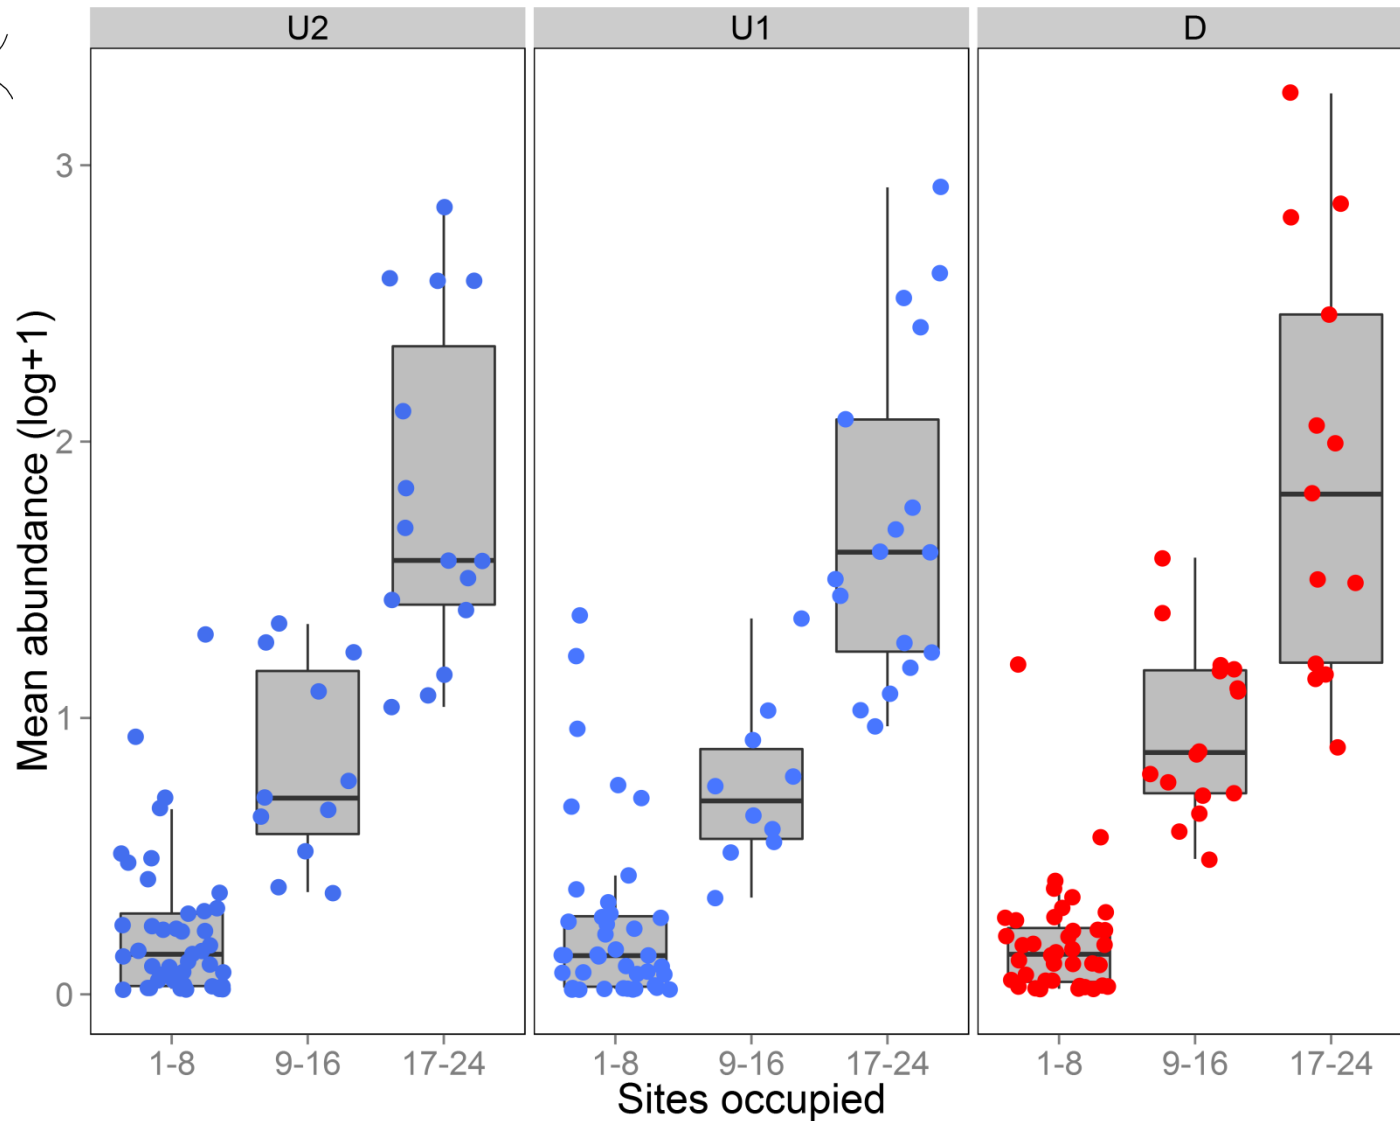 U2 U1 D
Mean abundance (log+1)
3
2
1
0
1-8 9-16 17-24 1-8 9-16 17-24 1-8 9-16 17-24
Sites occupied